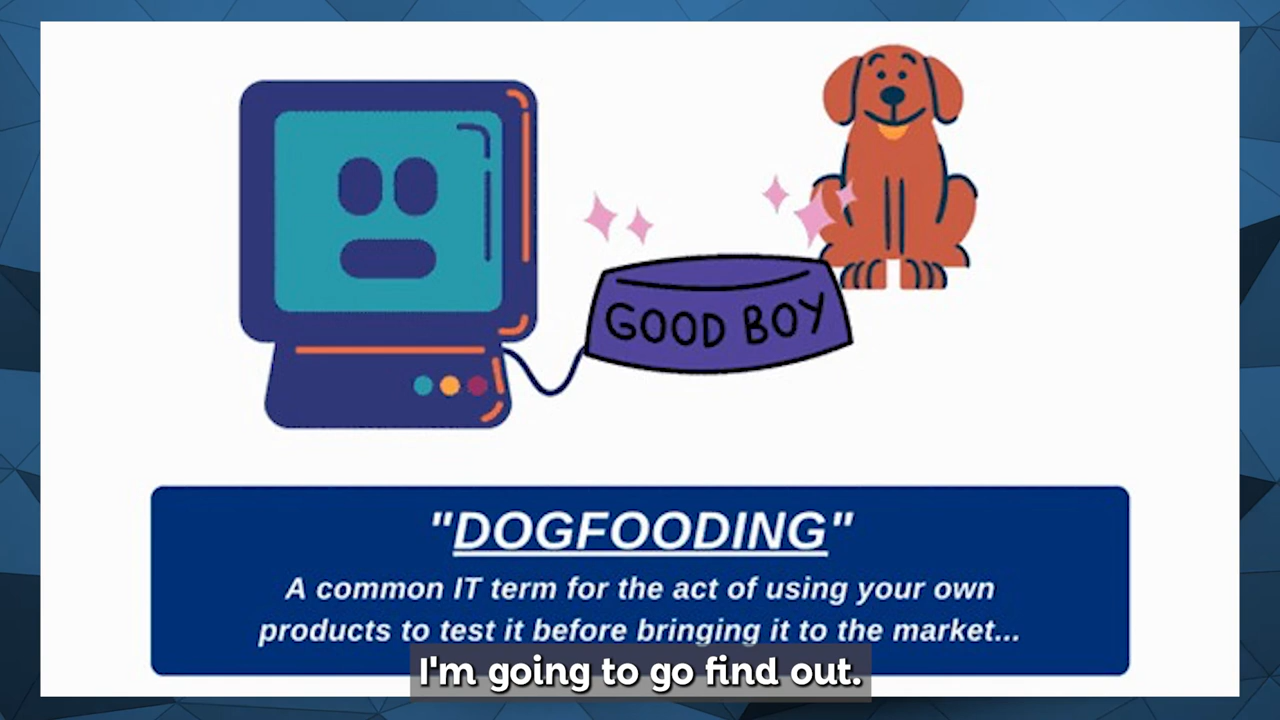 GOOD BOY
"DOGFOODING"
A common IT term for the act of using your own
products to test it before bringing it to the market...
I'm going to go find out.